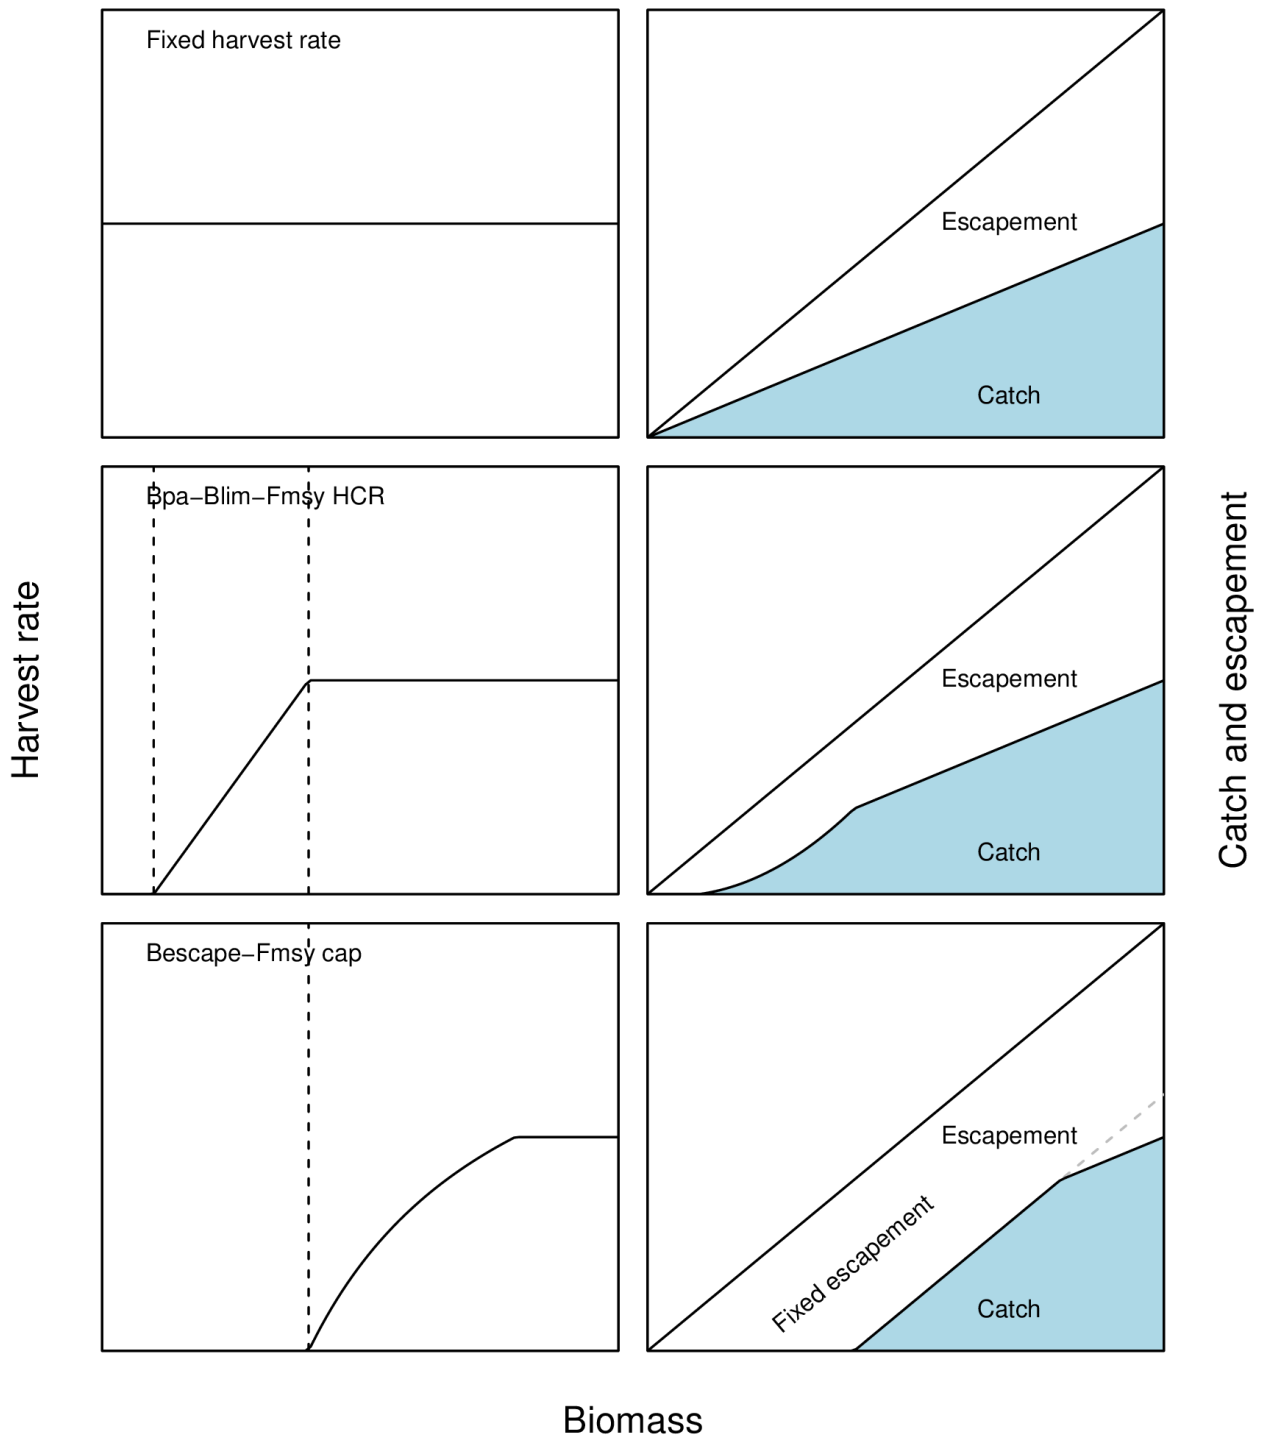 Fixed harvest rate
Escapement
Catch
Bpa−Blim−Fmsy HCR
Escapement
Catch
Harvest rate
Catch and escapement
Bescape−Fmsy cap
Escapement
Fixed escapement
Catch
Biomass